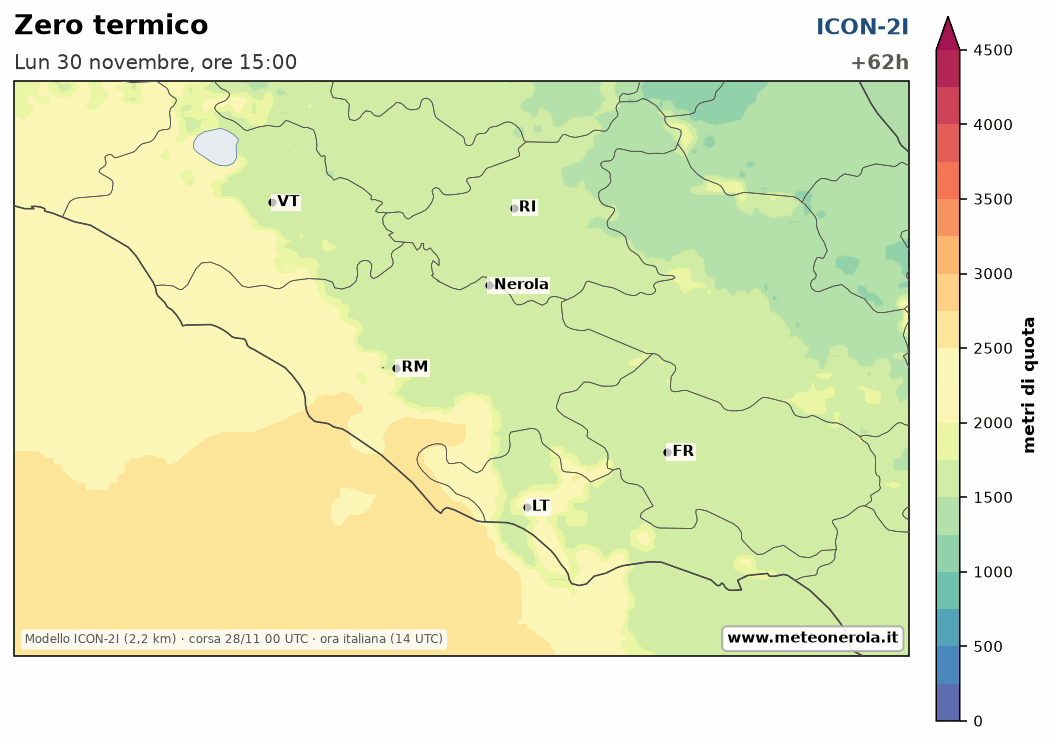 Zero termico
ICON-2I
Lun 30 novembre, ore 15:00
+62h
4500
4000
3500
3000
2500
2000
1500
1000
500
0
metri di quota
VT
RI
Nerola
RM
FR
LT
Modello ICON-2I (2,2 km) · corsa 28/11 00 UTC · ora italiana (14 UTC)
www.meteonerola.it